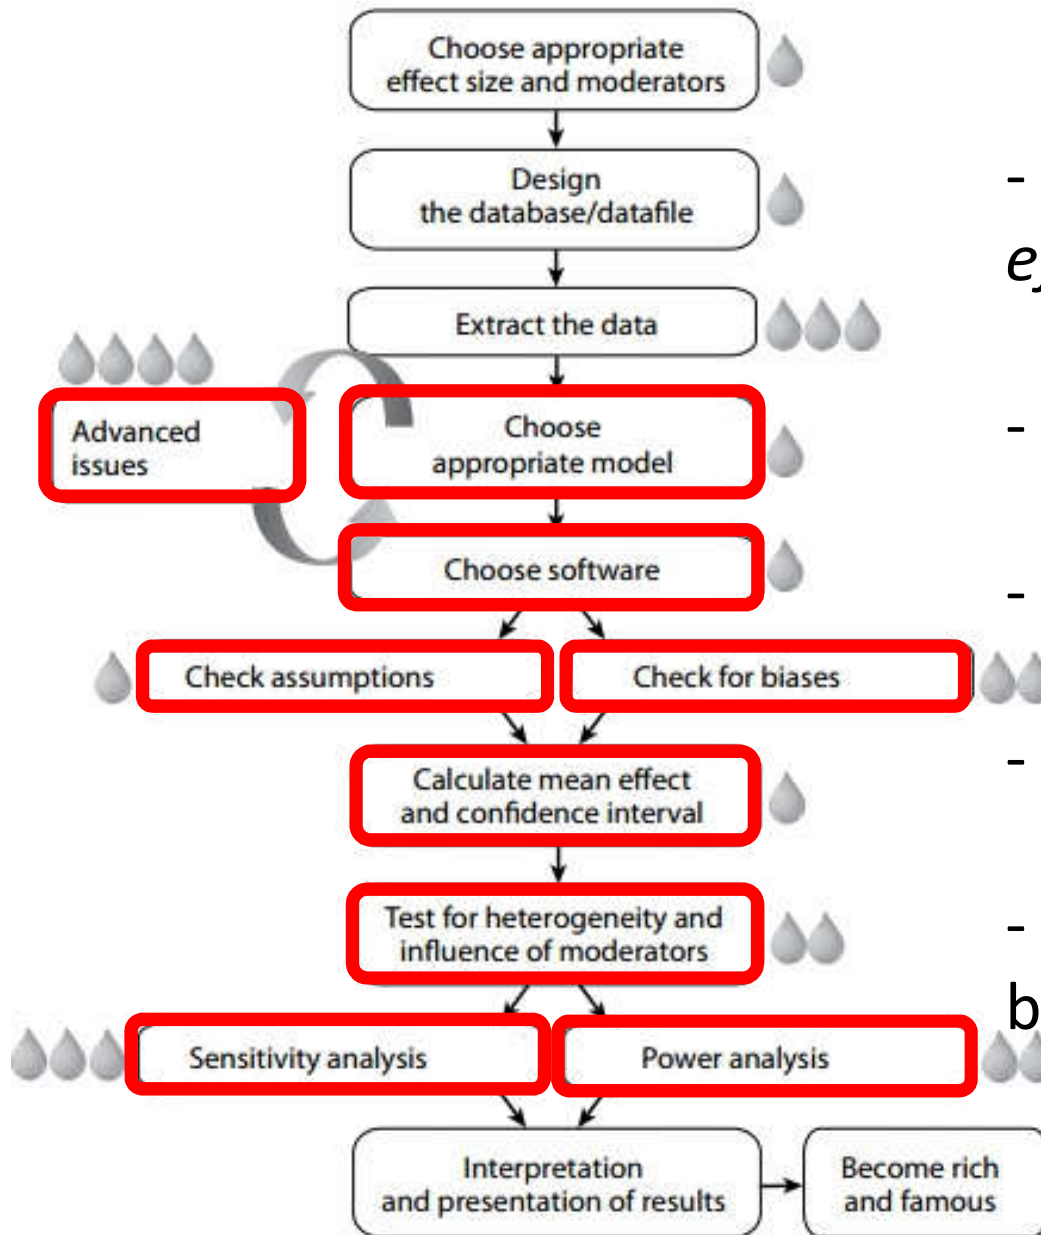 Choose appropriate
effect size and moderators
Design
the database/datafile
-
Extract the data
-
Advanced
issues
Choose
appropriate model
Choose software
-
Check assumptions
Check for biases
-
Calculate mean effect
and confidence interval
-
Test for heterogeneity and
influence of moderators
b
Sensitivity analysis
Power analysis
Interpretation
and presentation of results
Become rich
and famous